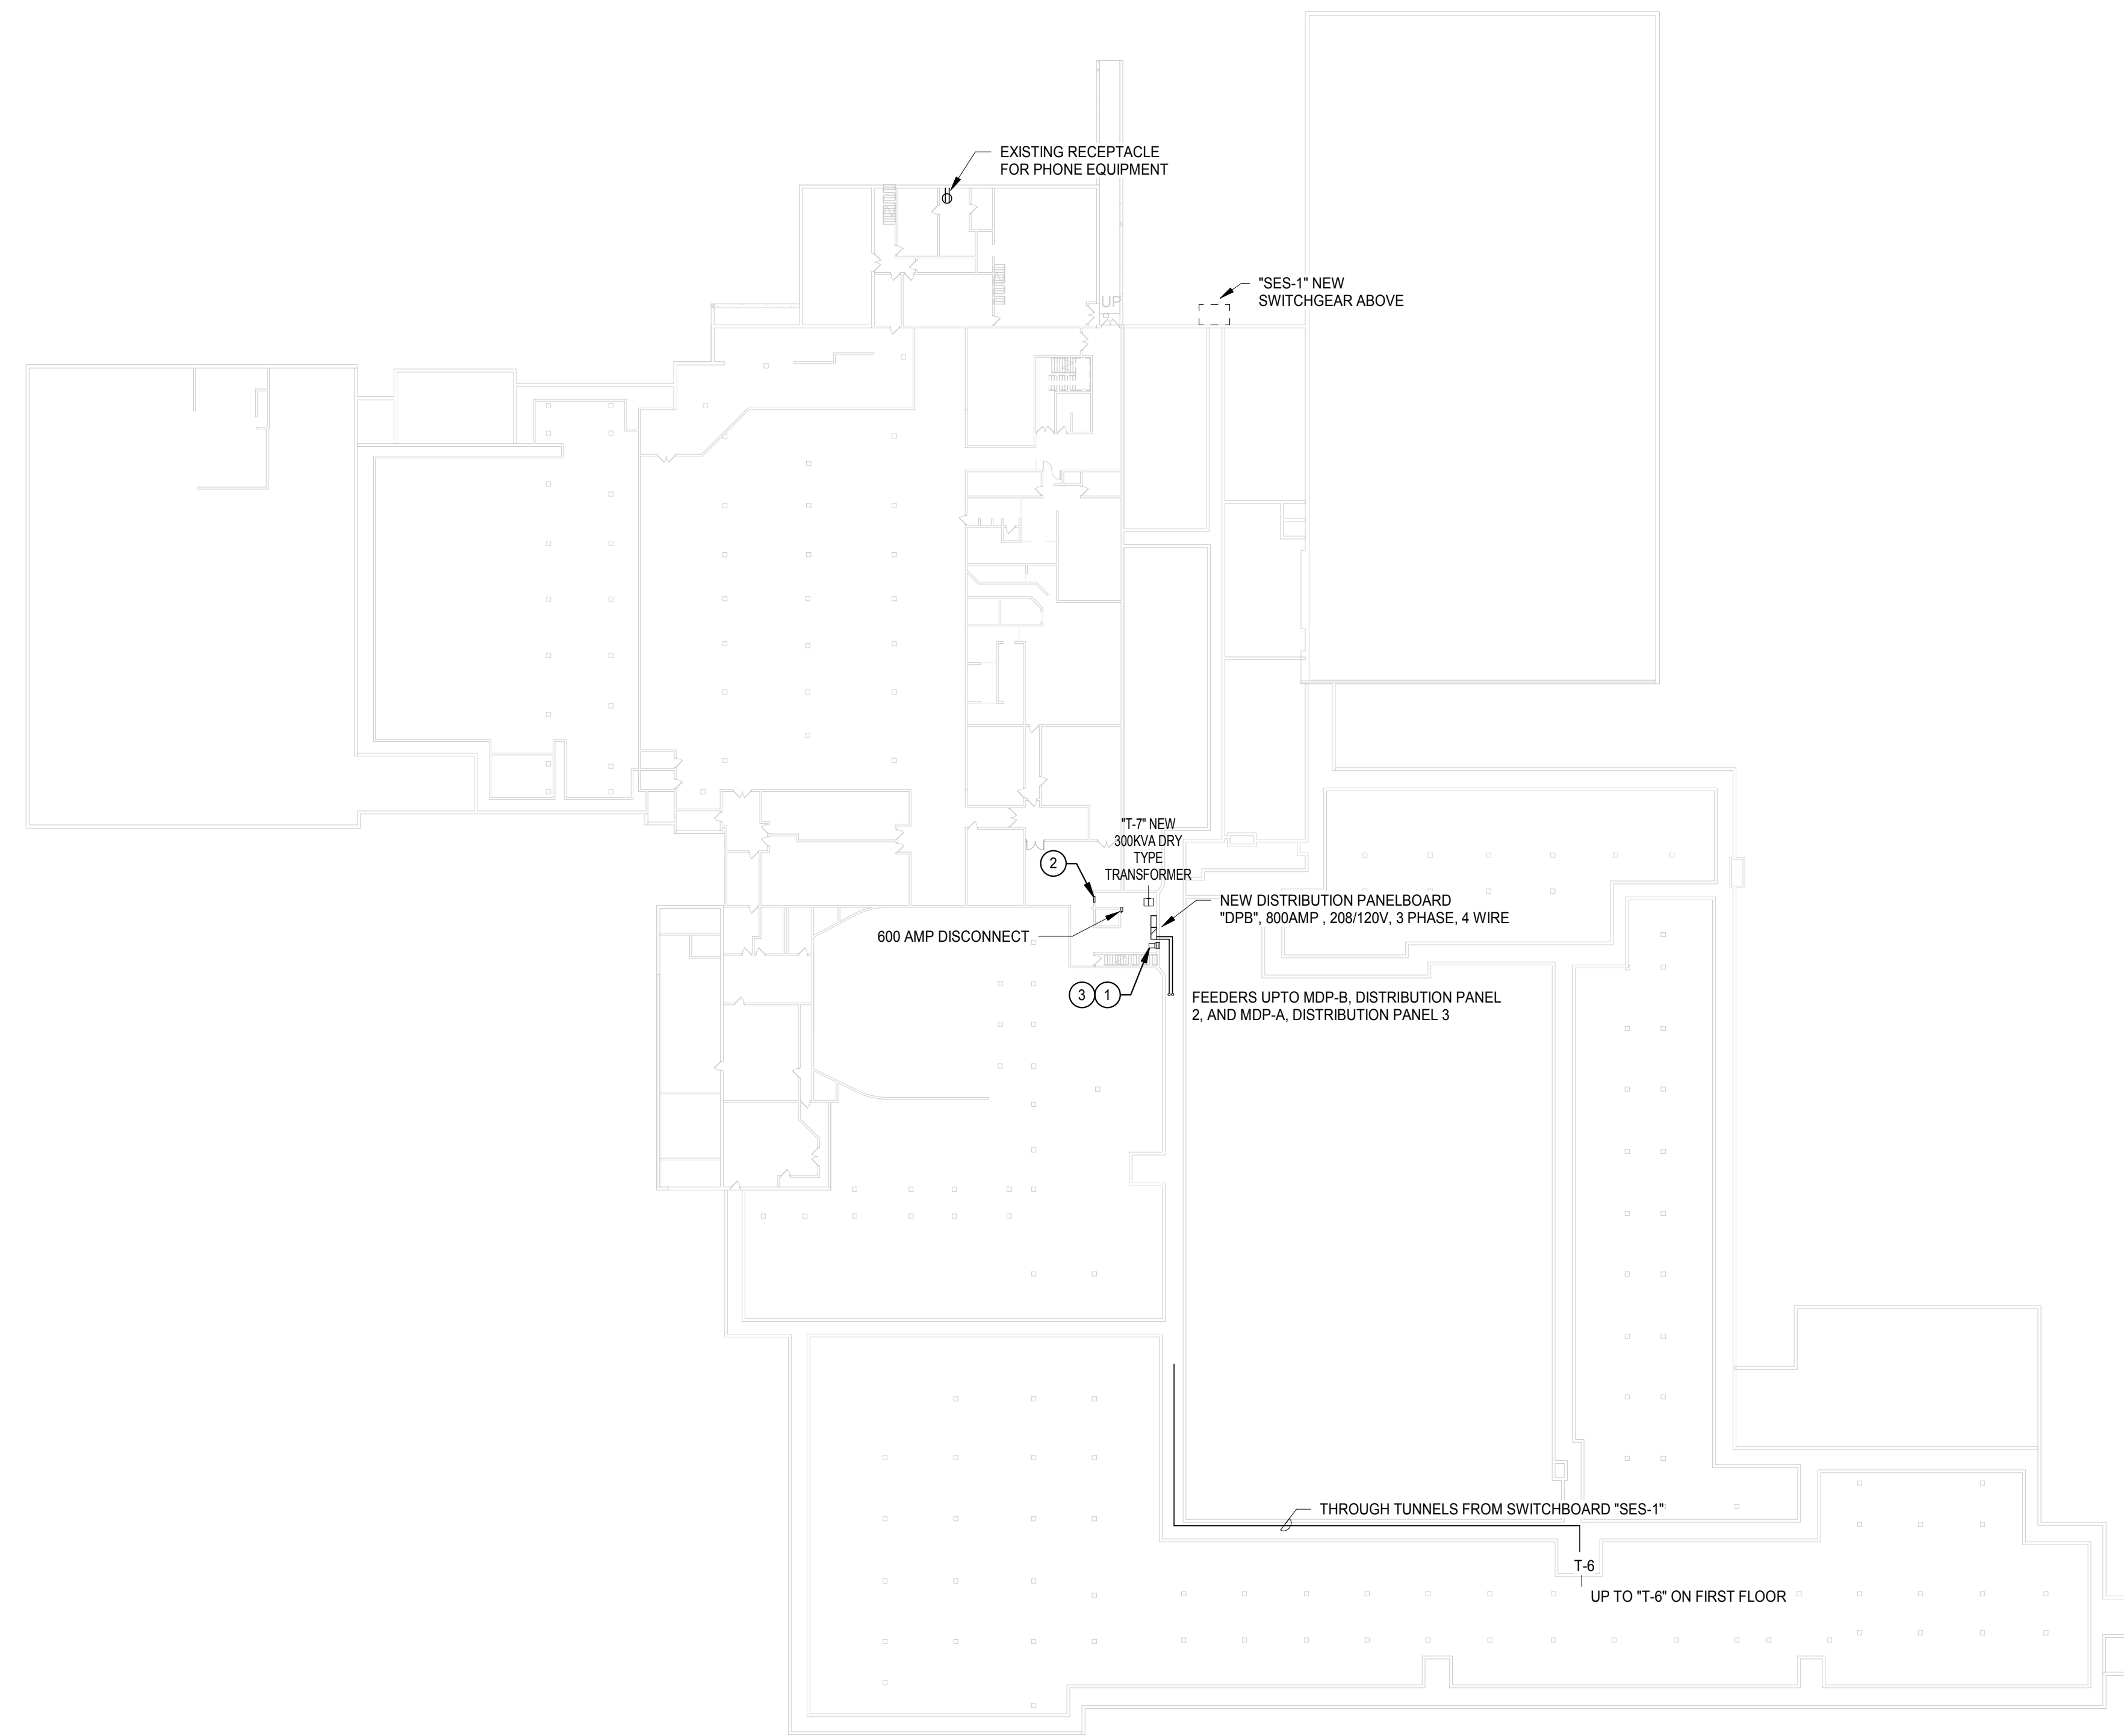 EXISTING RECEPTACLE
FOR PHONE EQUIPMENT
"SES-1" NEW
SWITCHGEAR ABOVE
UP
"T-7" NEW
300KVA DRY
TYPE
TRANSFORMER
2
NEW DISTRIBUTION PANELBOARD
"DPB", 800AMP , 208/120V, 3 PHASE, 4 WIRE
600 AMP DISCONNECT
3 1
FEEDERS UPTO MDP-B, DISTRIBUTION PANEL
2, AND MDP-A, DISTRIBUTION PANEL 3
THROUGH TUNNELS FROM SWITCHBOARD "SES-1"
T-6
UP TO "T-6" ON FIRST FLOOR